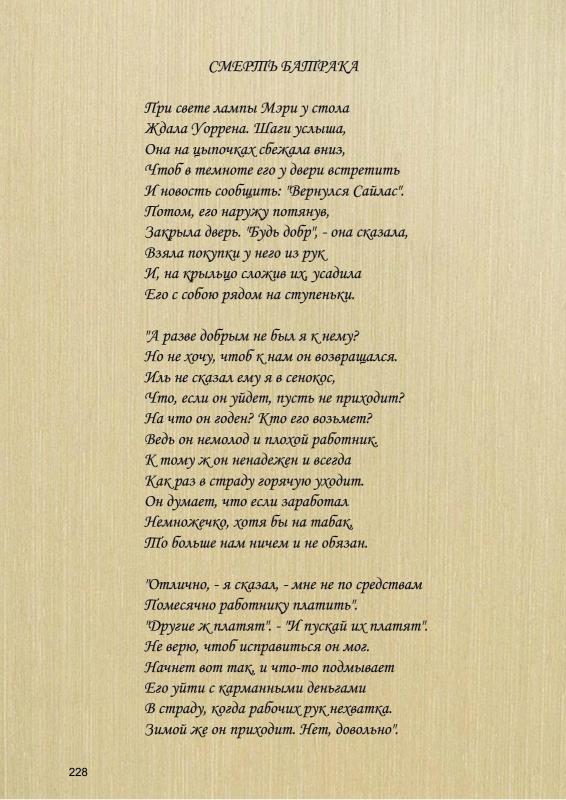 СМЕРТЬ БАТРАКА
При свете лампы Мэри у стола
Ждала Уоррена. Шаги услыша,
Она на цыпочках сбежала вниз,
Чтоб в темноте его у двери встретить
И новость сообщить: "Вернулся Сайлас".
Потом, его наружу потянув,
Закрыла дверь. "Будь добр", - она сказала,
Взяла покупки у него из рук
И, на крыльцо сложив их, усадила
Его с собою рядом на ступеньки.
"А разве добрым не был я к нему?
Но не хочу, чтоб к нам он возвращался.
Иль не сказал ему я в сенокос,
Что, если он уйдет, пусть не приходит?
На что он годен? Кто его возьмет?
Ведь он немолод и плохой работник.
К тому ж он ненадежен и всегда
Как раз в страду горячую уходит.
Он думает, что если заработал
Немножечко, хотя бы на табак,
То больше нам ничем и не обязан.
"Отлично, - я сказал, - мне не по средствам
Помесячно работнику платить".
"Другие ж платят". - "И пускай их платят".
Не верю, чтоб исправиться он мог.
Начнет вот так, и что-то подмывает
Его уйти с карманными деньгами
В страду, когда рабочих рук нехватка.
Зимой же он приходит. Нет, довольно".
228